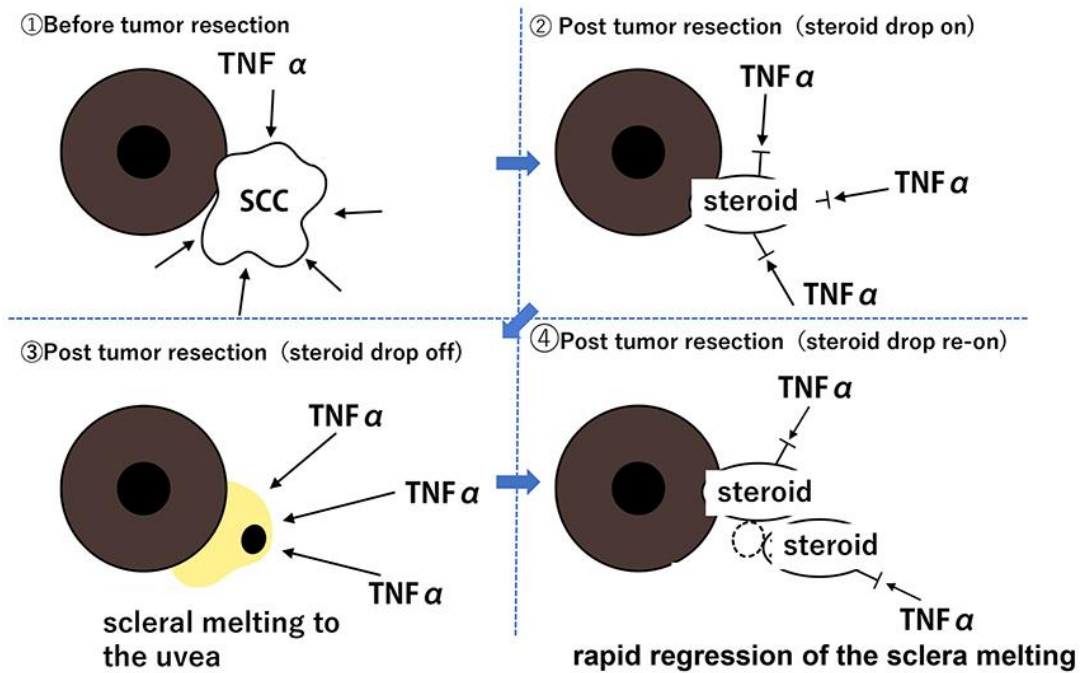 ①Before tumor resection
TNF α
SCC
② Post tumor resection（steroid drop on）
TNF α
steroid
TNF α
TNF α
③Post tumor resection（steroid drop off）
TNF α
TNF α
TNF α
scleral melting to
the uvea
④Post tumor resection（steroid drop re-on）
TNF α
steroid
steroid
TNF α
rapid regression of the sclera melting